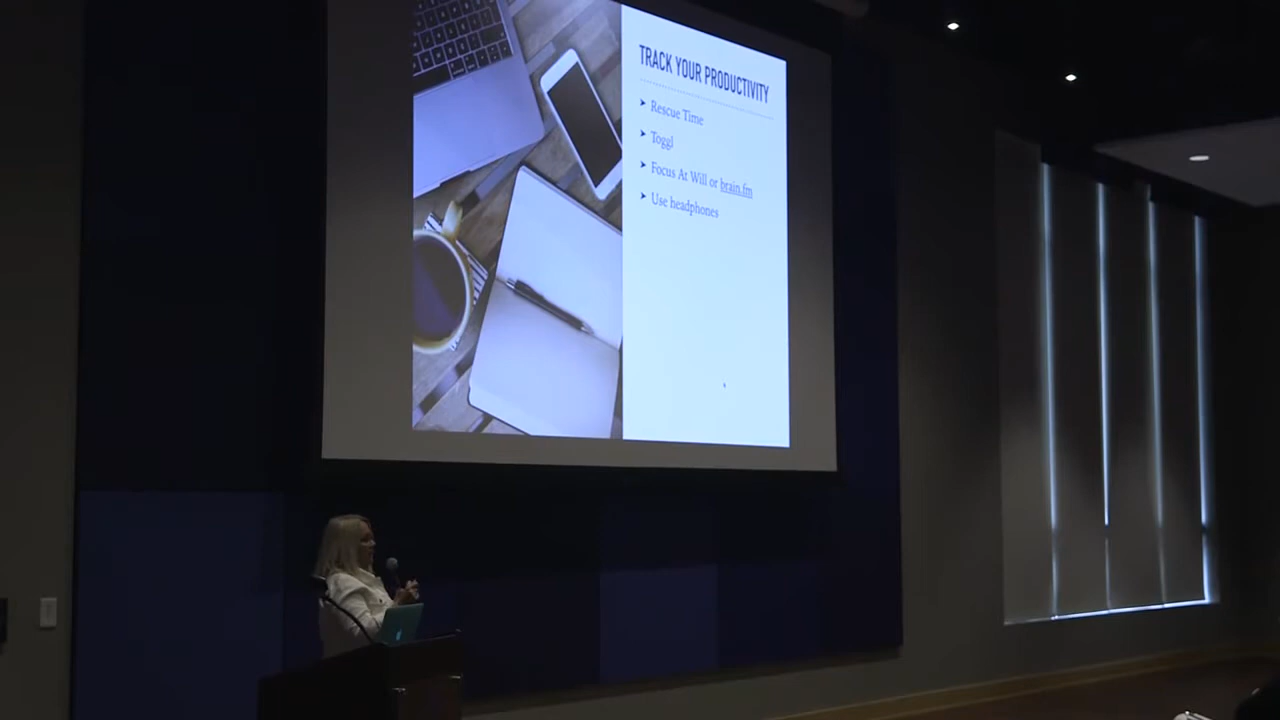 TRACK YOUR PRODUCTIVITY
Rescue Time
Toggl
Focus At Will or brain.fm
Use headphones